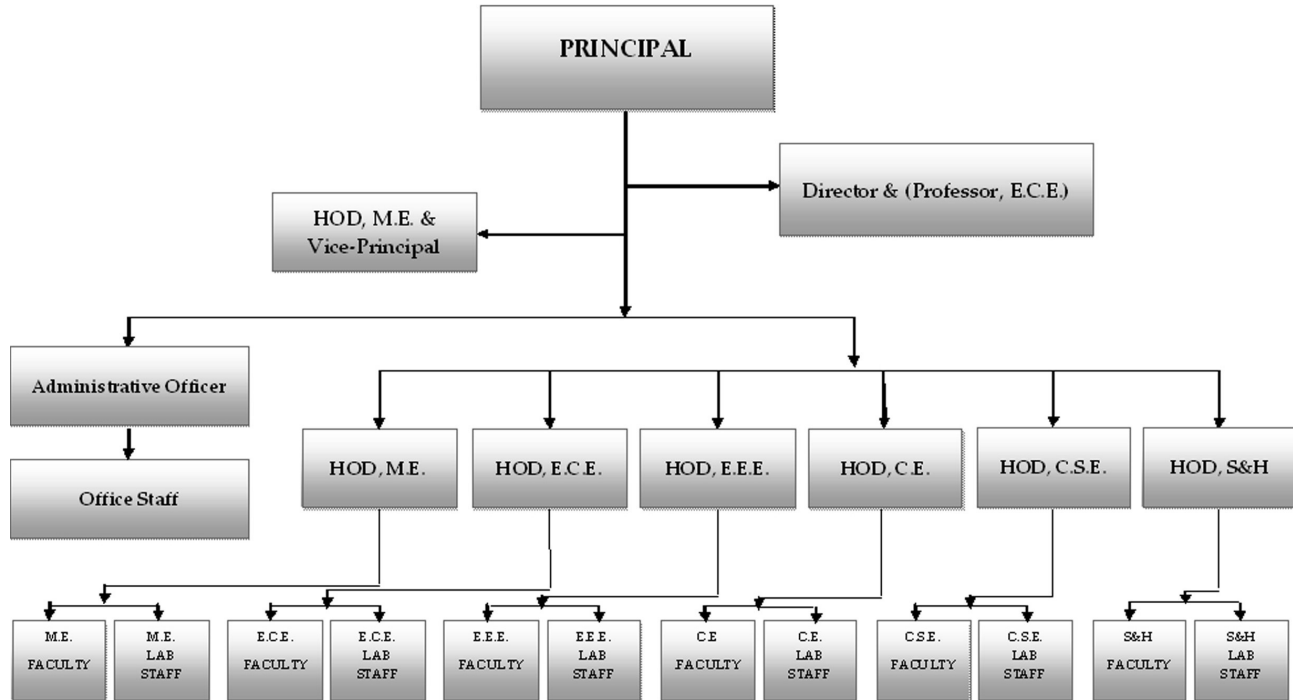 PRINCIPAL
Director & (Professor, E.C.E.)
HOD, M.E. &
Vice-Principal
Administrative Officer
Office Staff
HOD, M.E.
HOD, E.C.E.
HOD, E.E.E.
HOD, C.E.
HOD, C.S.E.
HOD, S&H
M.E.
FACULTY
M.E.
LAB
STAFF
E.C.E.
FACULTY
E.C.E.
LAB
STAFF
E.E.E.
FACULTY
E.E.E.
LAB
STAFF
C.E
FACULTY
C.E.
LAB
STAFF
C.S.E.
FACULTY
C.S.E.
LAB
STAFF
S&H
FACULTY
S&H
LAB
STAFF